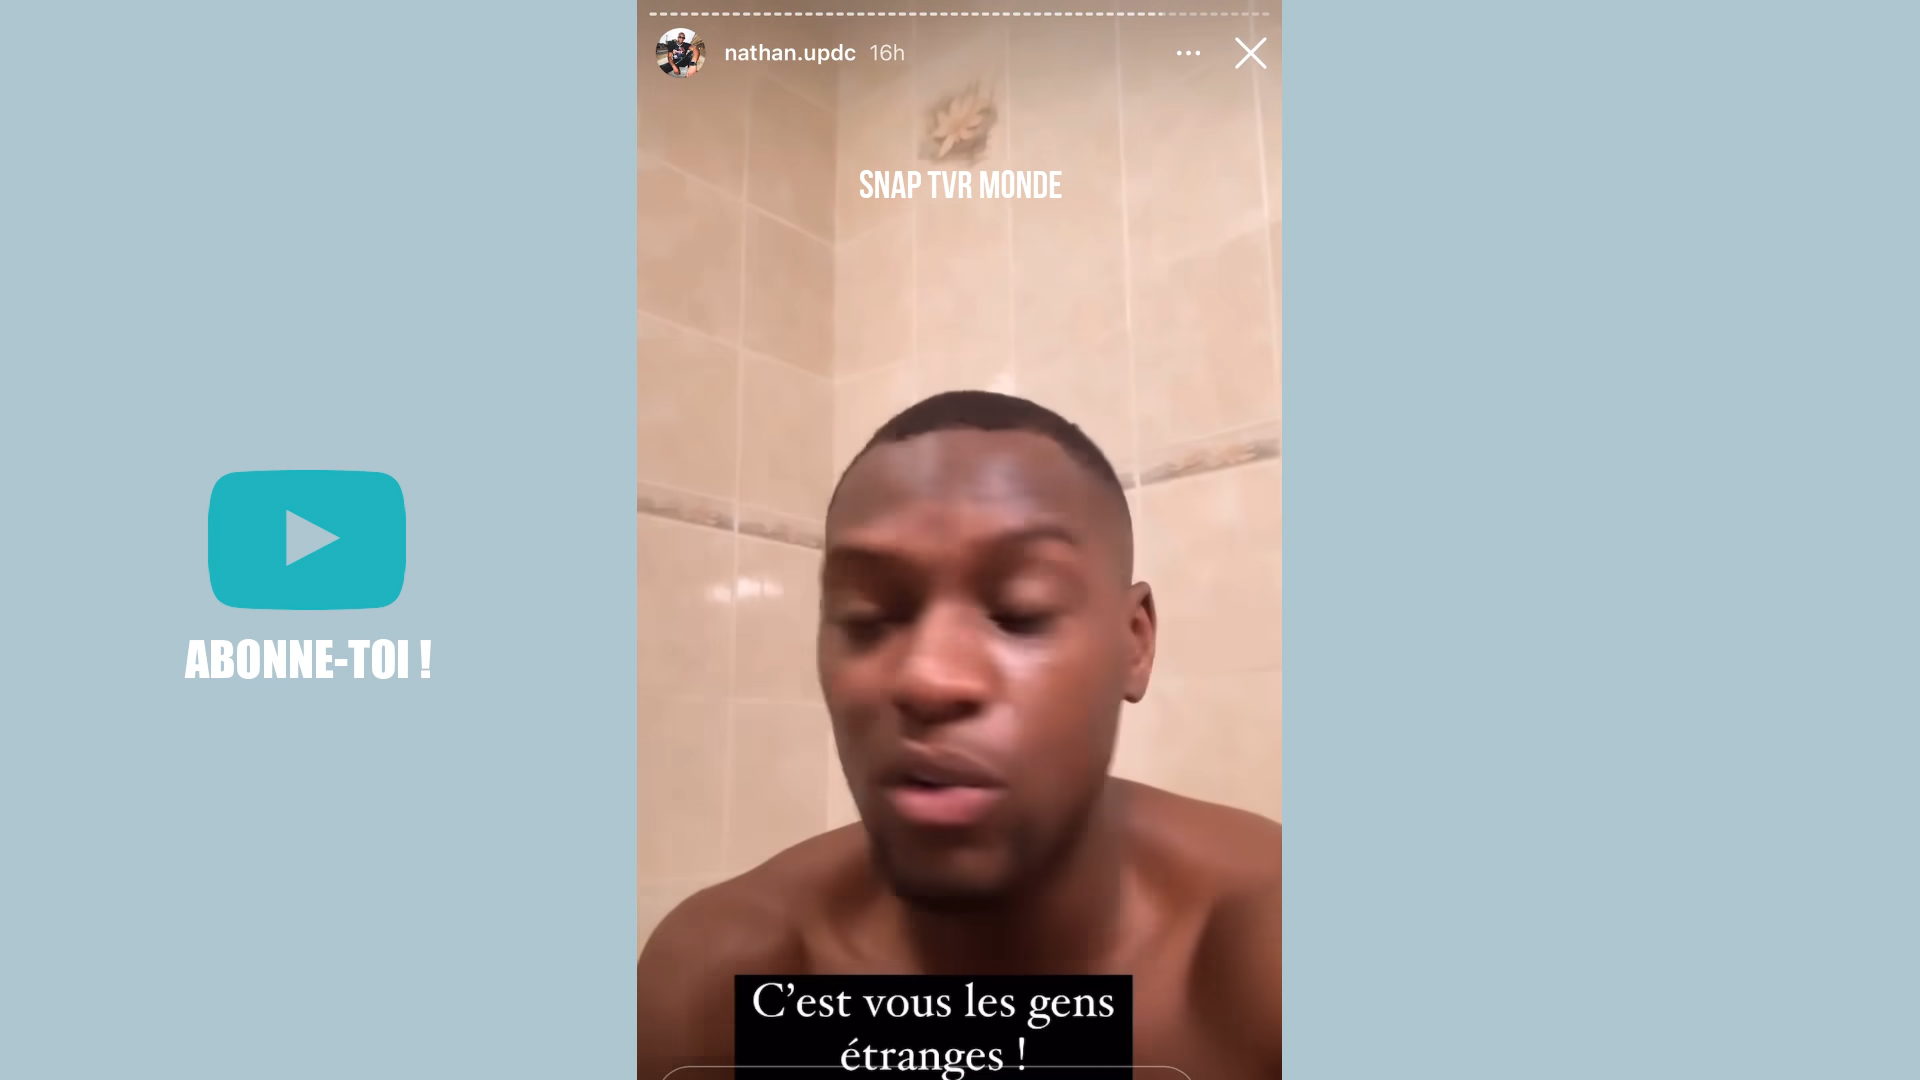 nathan.updc 16h
SNAP TVR MONDE
ABONNE-TOI !
C’est vous les gens
étranges !